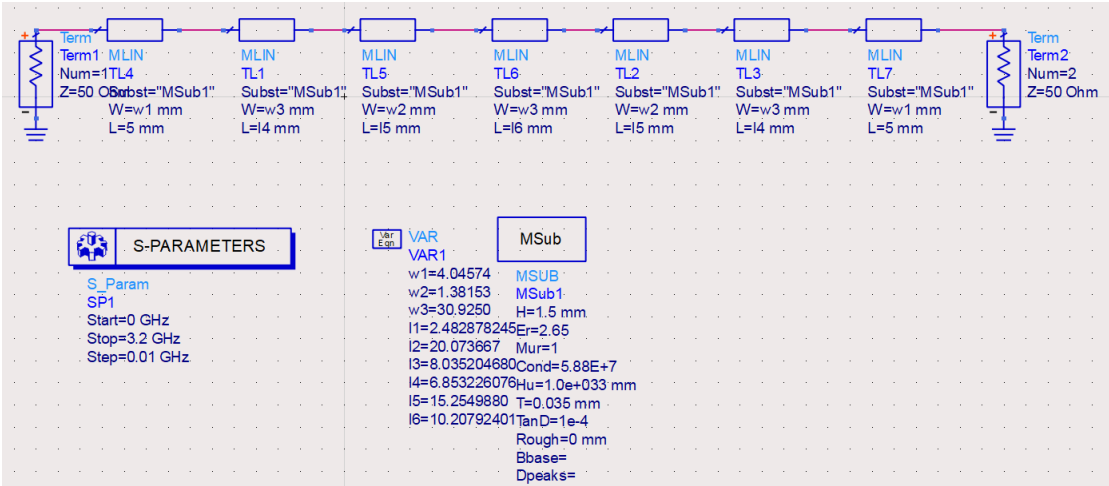 Term
Term1
Num=1
Z=50 Ohm
MLIN
TL4
Subst="MSub1"
W=w1 mm
L=5 mm
MLIN
TL1
Subst="MSub1"
W=w3 mm
L=l4 mm
MLIN
TL5
Subst="MSub1"
W=w2 mm
L=l5 mm
MLIN
TL6
Subst="MSub1"
W=w3 mm
L=l6 mm
MLIN
TL2
Subst="MSub1"
W=w2 mm
L=l5 mm
MLIN
TL3
Subst="MSub1"
W=w3 mm
L=l4 mm
MLIN
TL7
Subst="MSub1"
W=w1 mm
L=5 mm
Term
Term2
Num=2
Z=50 Ohm
S-PARAMETERS
S_Param
SP1
Start=0 GHz
Stop=3.2 GHz
Step=0.01 GHz
Var
Eqn
VAR
VAR1
w1=4.04574
w2=1.38153
w3=30.9250
l1=2.482878245
l2=20.073667
l3=8.035204680
l4=6.853226076
l5=15.2549880
l6=10.20792401
MSub
MSUB
MSub1
H=1.5 mm
Er=2.65
Mur=1
Cond=5.88E+7
Hu=1.0e+033 mm
T=0.035 mm
TanD=1e-4
Rough=0 mm
Bbase=
Dpeaks=